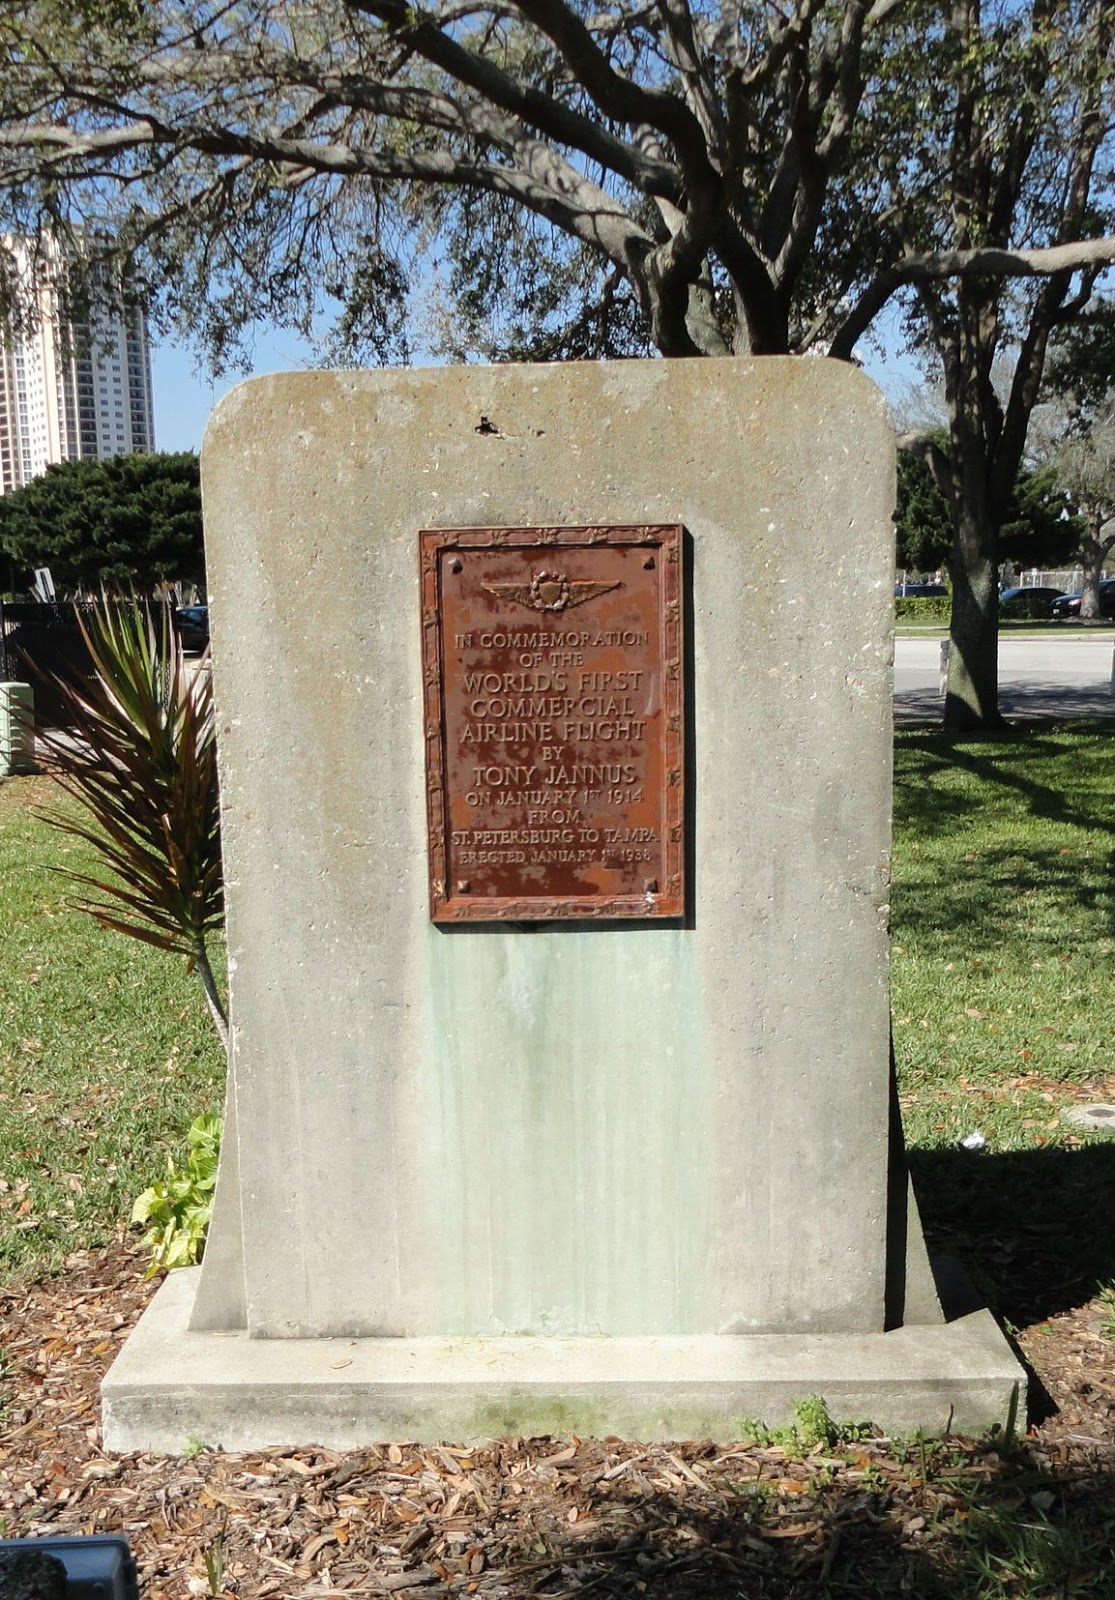 IN COMMEMORATION
OF THE
WORLD'S FIRST
COMMERCIAL
AIRLINE FLIGHT
BY
TONY JANNUS
ON JANUARY 1ST 1914
FROM
ST. PETERSBURG TO TAMPA
ERECTED JANUARY 1ST 1938